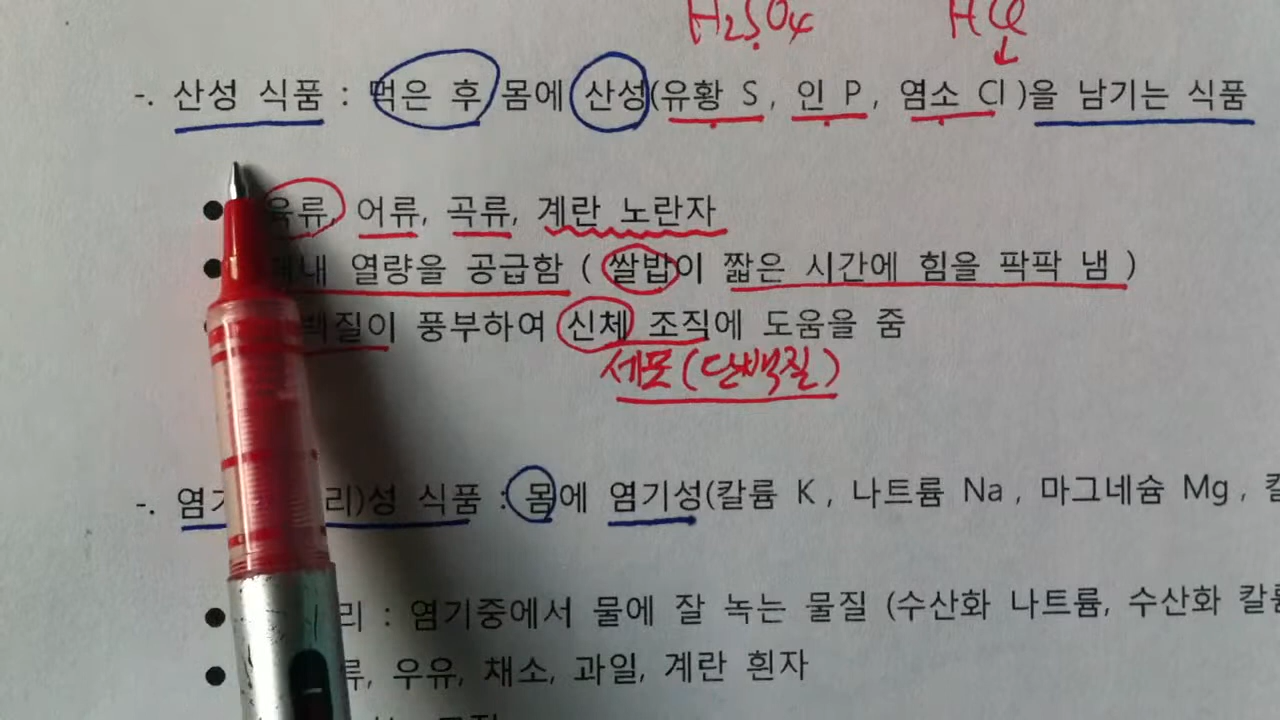 H₂SO₄ HCl
-. 산성 식품 : 먹은 후 몸에 산성(유황 S, 인 P, 염소 Cl)을 남기는 식품
● 육류, 어류, 곡류, 계란 노란자
● 열량을 공급함 ( 쌀밥이 짧은 시간에 힘을 팍팍 냄 )
풍부하여 신체 조직에 도움을 줌
세포(단백질)
-. 리)성 식품 : 몸에 염기성(칼륨 K, 나트륨 Na, 마그네슘 Mg,
● : 염기중에서 물에 잘 녹는 물질 (수산화 나트륨, 수산화
● 우유, 채소, 과일, 계란 흰자